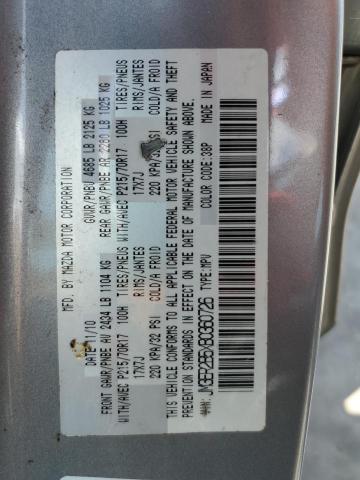 MFD. BY MAZDA MOTOR CORPORATION
DATE: 11/10 GVWR/PNBV 4685 LB 2125 KG
FRONT GAWR/PNBE AV 2434 LB 1104 KG REAR GAWR/PNBE AR 2260 LB 1025 KG
WITH/AVEC P215/70R17 100H TIRES/PNEUS WITH/AVEC P215/70R17 100H TIRES/PNEUS
17X7J RIMS/JANTES 17X7J RIMS/JANTES
220 KPA/32 PSI COLD/A FROID 220 KPA/32 PSI COLD/A FROID
THIS VEHICLE CONFORMS TO ALL APPLICABLE FEDERAL MOTOR VEHICLE SAFETY AND THEFT
PREVENTION STANDARDS IN EFFECT ON THE DATE OF MANUFACTURE SHOWN ABOVE.
VIN: TYPE: MPV MADE IN JAPAN
COLOR CODE: 38P